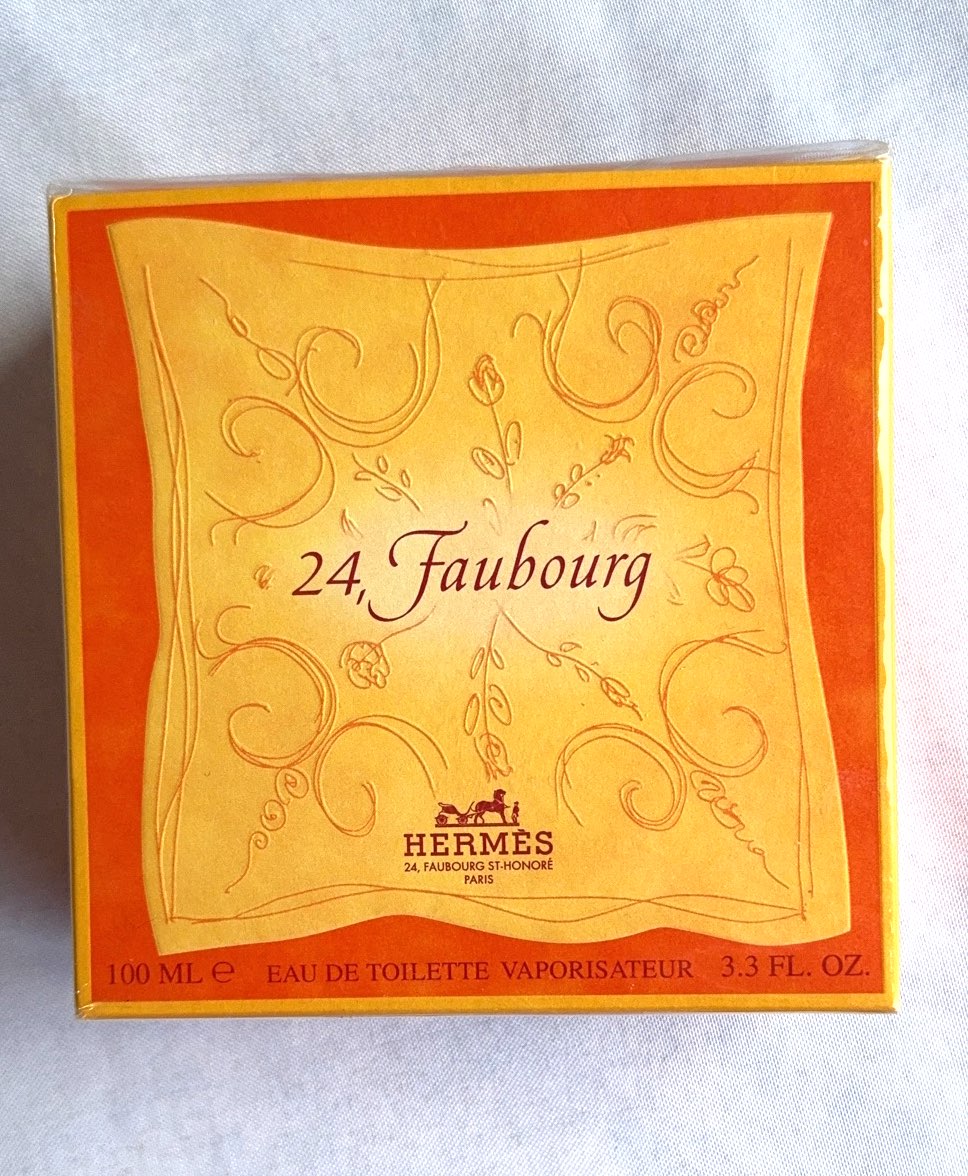 24, Faubourg
HERMÈS
24, FAUBOURG ST-HONORÉ
PARIS
100 ML ℮ EAU DE TOILETTE VAPORISATEUR 3.3 FL. OZ.